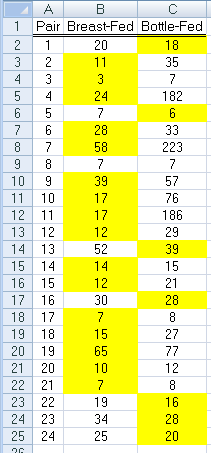 A B C
1 Pair Breast-Fed Bottle-Fed
2 1 20 18
3 2 11 35
4 3 3 7
5 4 24 182
6 5 7 6
7 6 28 33
8 7 58 223
9 8 7 7
10 9 39 57
11 10 17 76
12 11 17 186
13 12 12 29
14 13 52 39
15 14 14 15
16 15 12 21
17 16 30 28
18 17 7 8
19 18 15 27
20 19 65 77
21 20 10 12
22 21 7 8
23 22 19 16
24 23 34 28
25 24 25 20